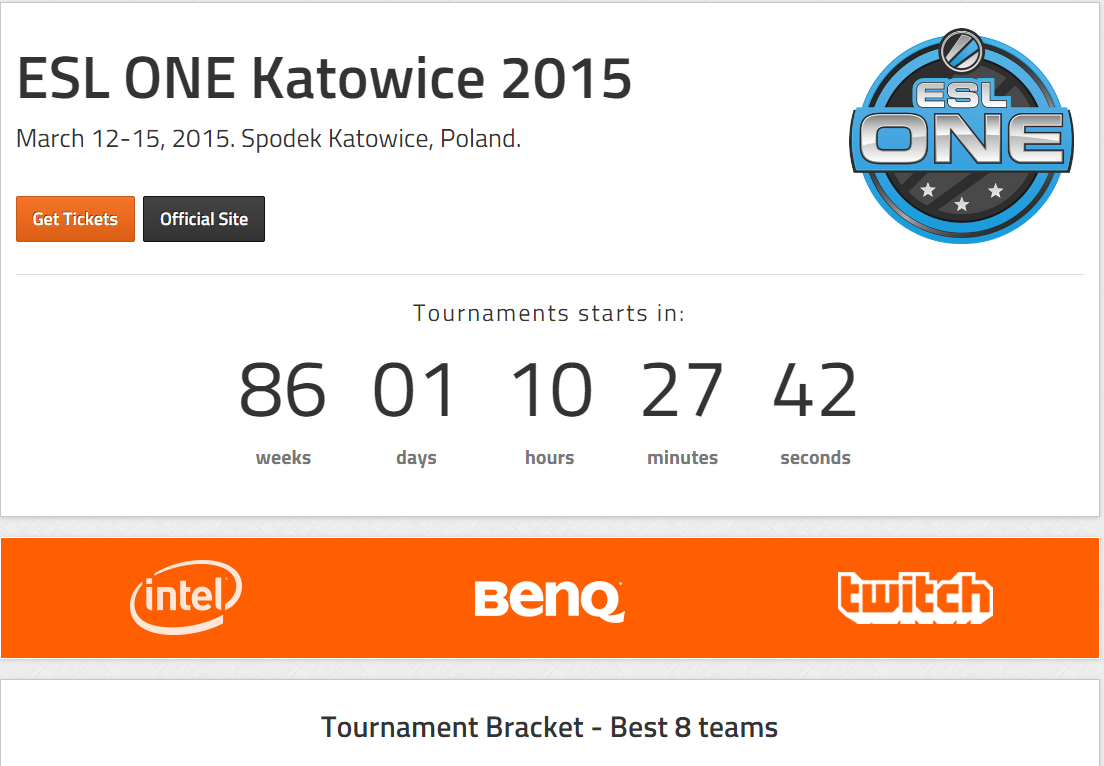 ESL ONE Katowice 2015
March 12-15, 2015. Spodek Katowice, Poland.
ESL
ONE
Get Tickets Official Site
Tournaments starts in:
86 01 10 27 42
weeks days hours minutes seconds
intel BenQ twitch
Tournament Bracket - Best 8 teams